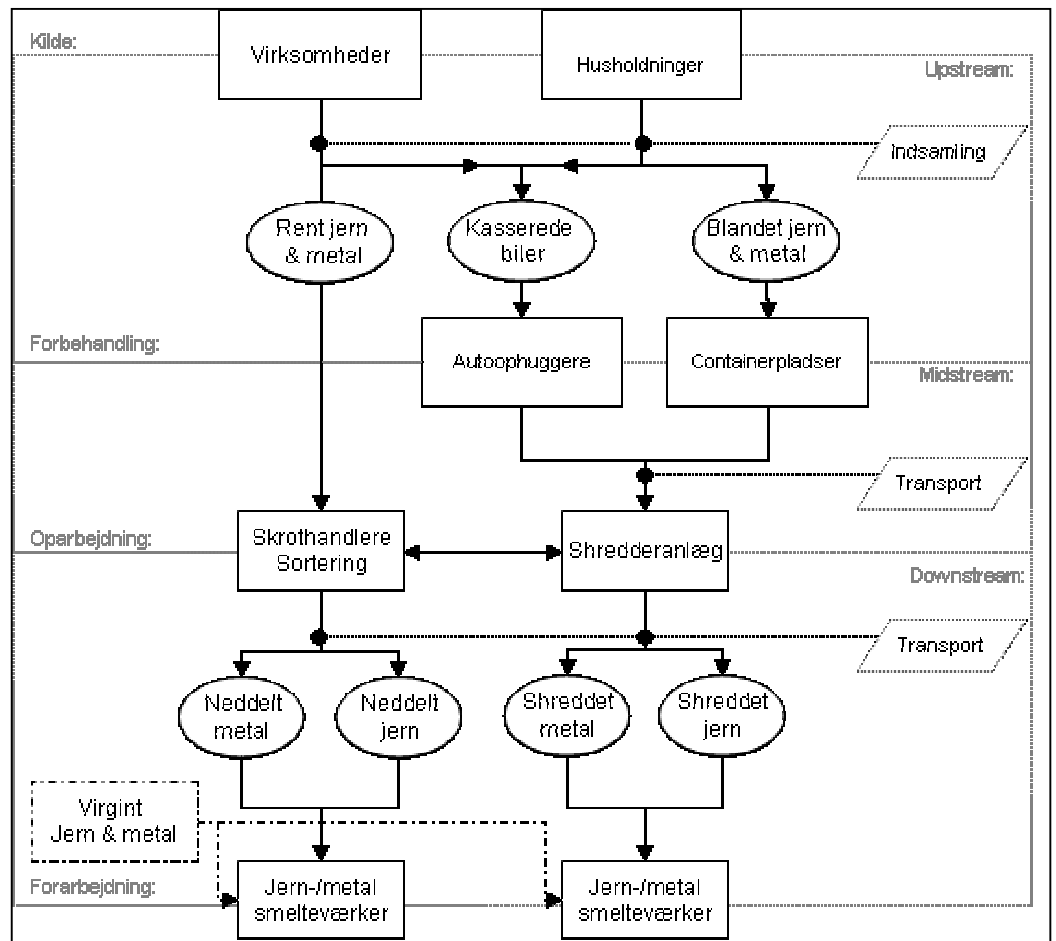 Kilde:
Virksomheder
Husholdninger
Upstream:
Indsamling
Rent jern
& metal
Kasserede
biler
Blandet jern
& metal
Forbehandling:
Autoophuggere
Containerpladser
Midstream:
Transport
Oparbejdning:
Skrothandlere
Sortering
Shredderanlæg
Downstream:
Transport
Neddelt
metal
Neddelt
jern
Shreddet
metal
Shreddet
jern
Virgint
Jern & metal
Forarbejdning:
Jern-/metal
smelteværker
Jern-/metal
smelteværker